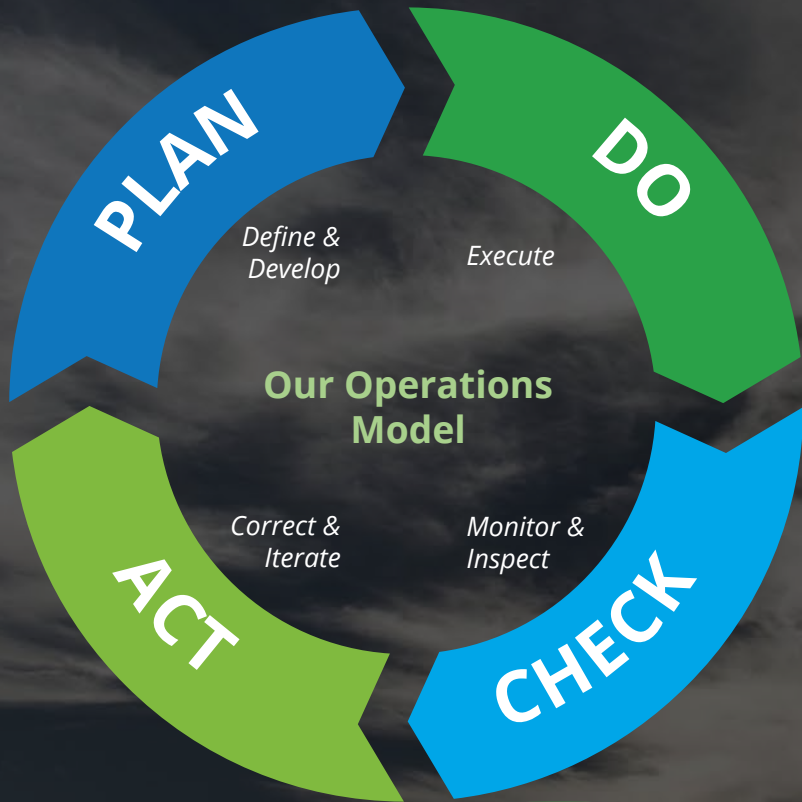 PLAN
DO
Define &
Develop
Execute
Our Operations
Model
Correct &
Iterate
Monitor &
Inspect
ACT
CHECK